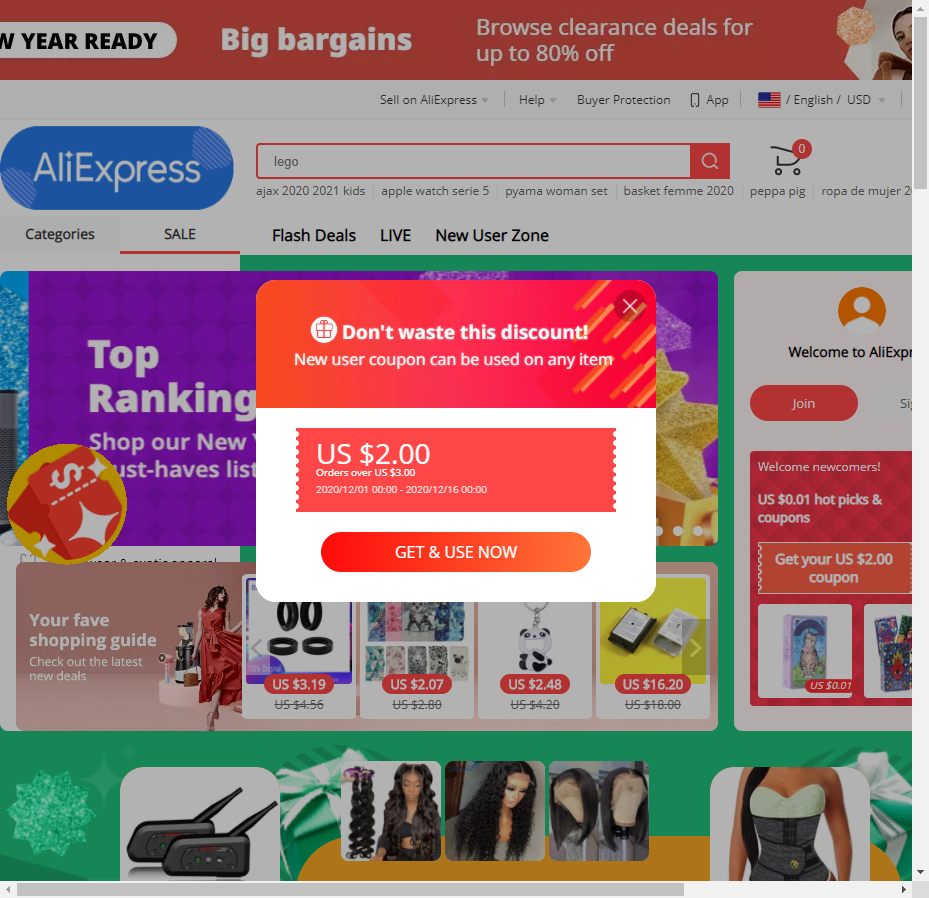 W YEAR READY
Big bargains
Browse clearance deals for
up to 80% off
Sell on AliExpress
Help
Buyer Protection
App
/ English / USD
AliExpress
lego
0
ajax 2020 2021 kids
apple watch serie 5
pyama woman set
basket femme 2020
peppa pig
ropa de mujer 2
Categories
SALE
Flash Deals
LIVE
New User Zone
Top
Ranking
Shop our New Y
ust-haves list
Don't waste this discount!
New user coupon can be used on any item
US $2.00
Orders over US $3.00
2020/12/01 00:00 - 2020/12/16 00:00
GET & USE NOW
Welcome to AliExpr
Join
Si
Welcome newcomers!
US $0.01 hot picks &
coupons
Get your US $2.00
coupon
US $0.01
Your fave
shopping guide
Check out the latest
new deals
100% Original
US $3.19
US $4.56
US $2.07
US $2.80
US $2.48
US $4.20
US $16.20
US $18.00